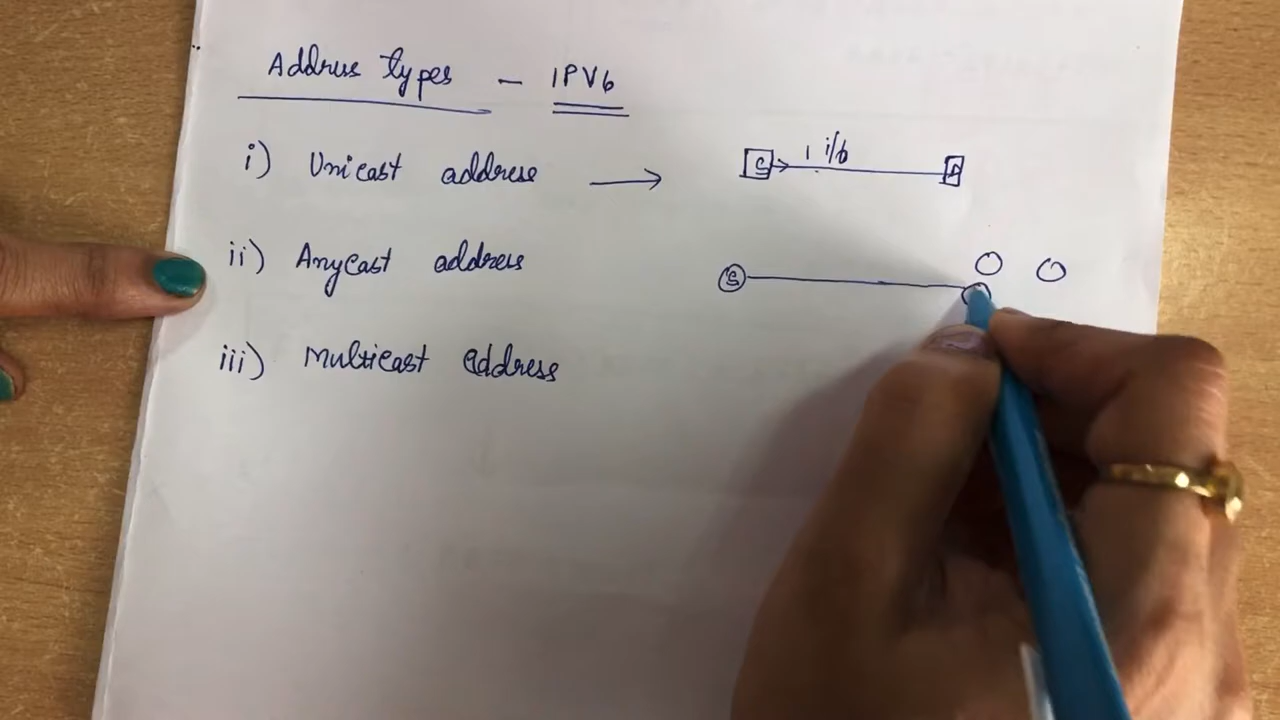 Address types - IPV6
i) Unicast address → S 1 i/b
ii) Anycast address S
iii) Multicast address